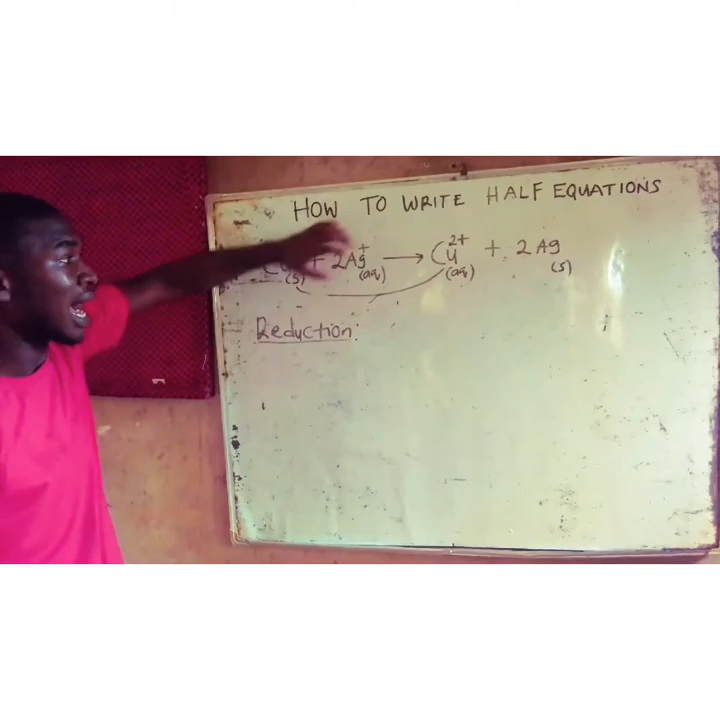 HOW TO WRITE HALF EQUATIONS
(s) + 2Ag⁺(aq) → Cu²⁺(aq) + 2Ag(s)
Reduction: